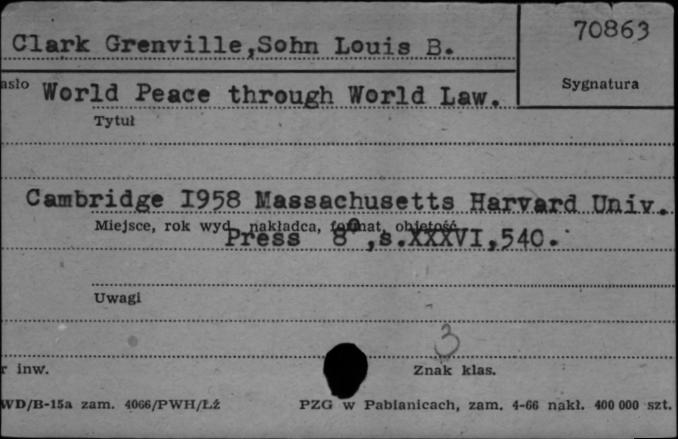 70863
Clark Grenville,Sohn Louis B.
Sygnatura
asło World Peace through World Law.
Tytuł
Cambridge 1958 Massachusetts Harvard Univ.
Miejsce, rok wyd., nakładca, format, objętość
Press 8°,s.XXXVI,540.
Uwagi
3
r inw. Znak klas.
WD/B-15a zam. 4066/PWH/Łż PZG w Pabianicach, zam. 4-66 nakł. 400 000 szt.